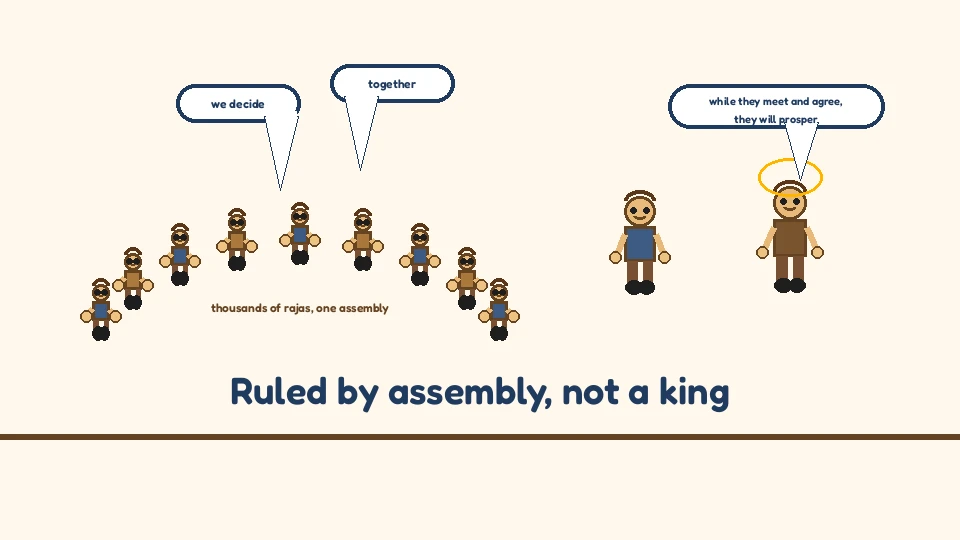 we decide
together
while they meet and agree,
they will prosper.
thousands of rajas, one assembly
Ruled by assembly, not a king